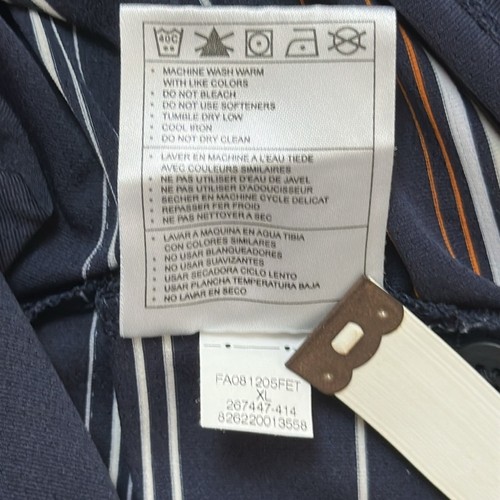 40C
• MACHINE WASH WARM
WITH LIKE COLORS
• DO NOT BLEACH
• DO NOT USE SOFTENERS
• TUMBLE DRY LOW
• COOL IRON
• DO NOT DRY CLEAN
• LAVER EN MACHINE A L'EAU TIEDE
AVEC COULEURS SIMILAIRES
• NE PAS UTILISER D'EAU DE JAVEL
• NE PAS UTILISER D'ADOUCISSEUR
• SECHER EN MACHINE CYCLE DELICAT
• REPASSER FER FROID
• NE PAS NETTOYER A SEC
• LAVAR A MAQUINA EN AGUA TIBIA
CON COLORES SIMILARES
• NO USAR BLANQUEADORES
• NO USAR SUAVIZANTES
• USAR SECADORA CICLO LENTO
• USAR PLANCHA TEMPERATURA BAJA
• NO LAVAR EN SECO
FA081205FET
XL
267447-414
826220013558